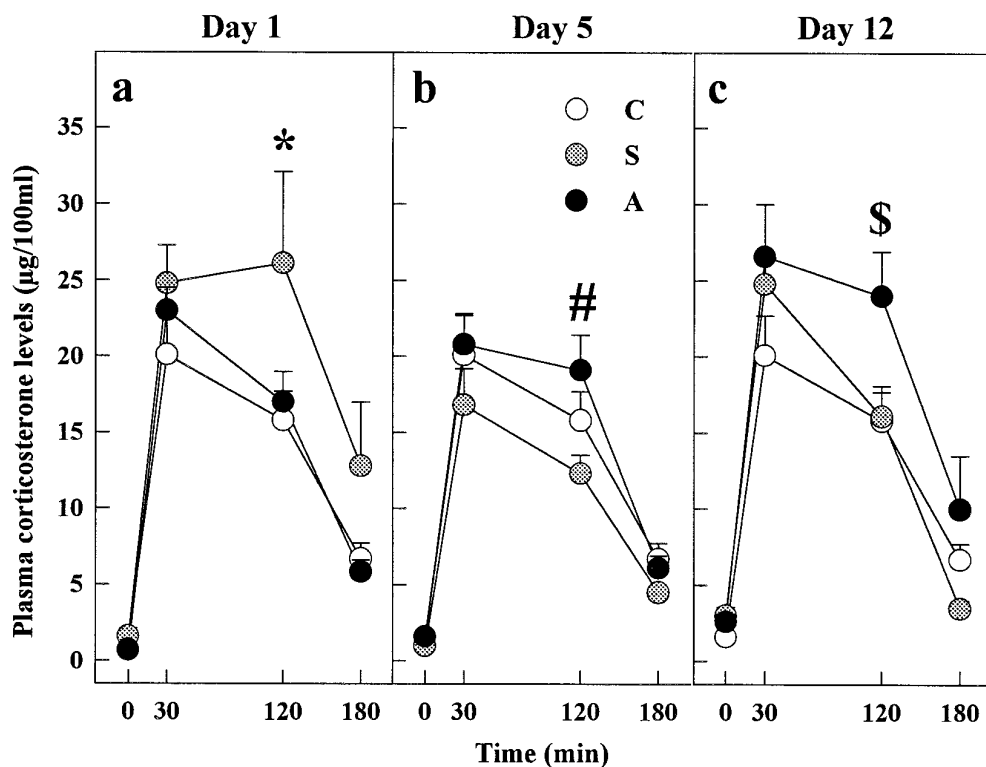 Day 1 Day 5 Day 12
a b c
C
S
A
* # $
35
30
25
20
15
10
5
0
Plasma corticosterone levels (µg/100ml)
0 30 120 180 0 30 120 180 0 30 120 180
Time (min)